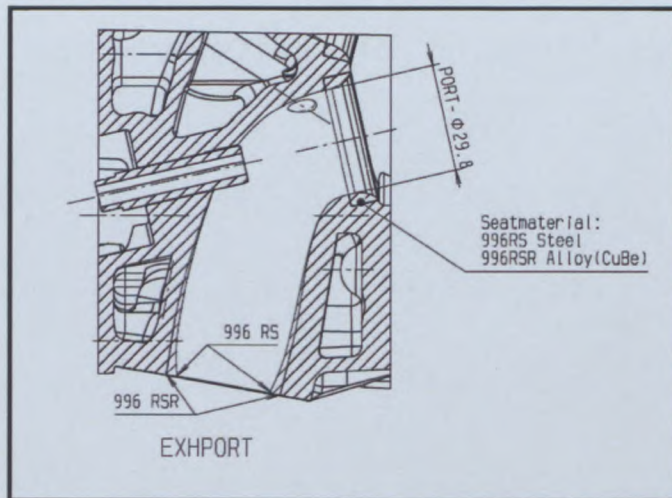 PORT-Φ29.8
Seatmaterial:
996RS Steel
996RSR Alloy(CuBe)
996 RS
996 RSR
EXHPORT